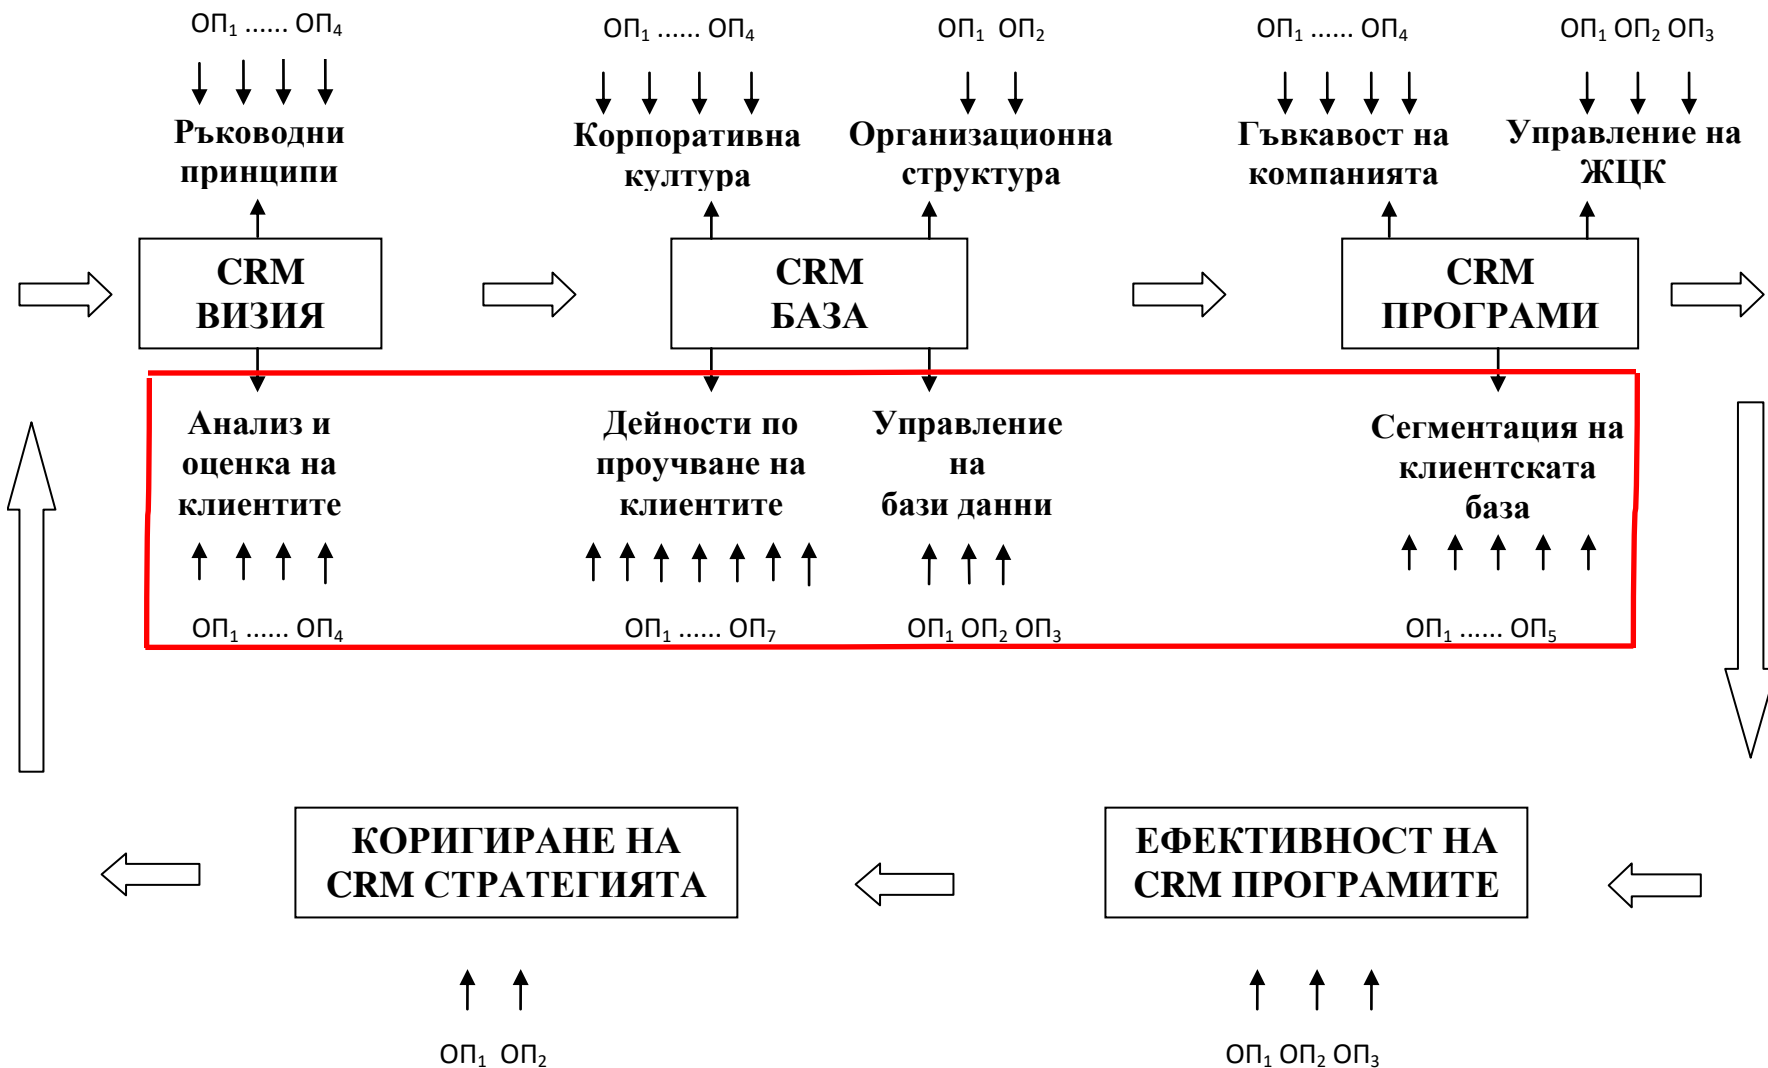 ОП₁ ...... ОП₄
ОП₁ ...... ОП₄
ОП₁ ОП₂
ОП₁ ...... ОП₄
ОП₁ ОП₂ ОП₃
Ръководни
принципи
Корпоративна
култура
Организационна
структура
Гъвкавост на
компанията
Управление на
ЖЦК
CRM
ВИЗИЯ
CRM
БАЗА
CRM
ПРОГРАМИ
Анализ и
оценка на
клиентите
Дейности по
проучване на
клиентите
Управление
на
бази данни
Сегментация на
клиентската
база
ОП₁ ...... ОП₄
ОП₁ ...... ОП₇
ОП₁ ОП₂ ОП₃
ОП₁ ...... ОП₅
КОРИГИРАНЕ НА
CRM СТРАТЕГИЯТА
ЕФЕКТИВНОСТ НА
CRM ПРОГРАМИТЕ
ОП₁ ОП₂
ОП₁ ОП₂ ОП₃